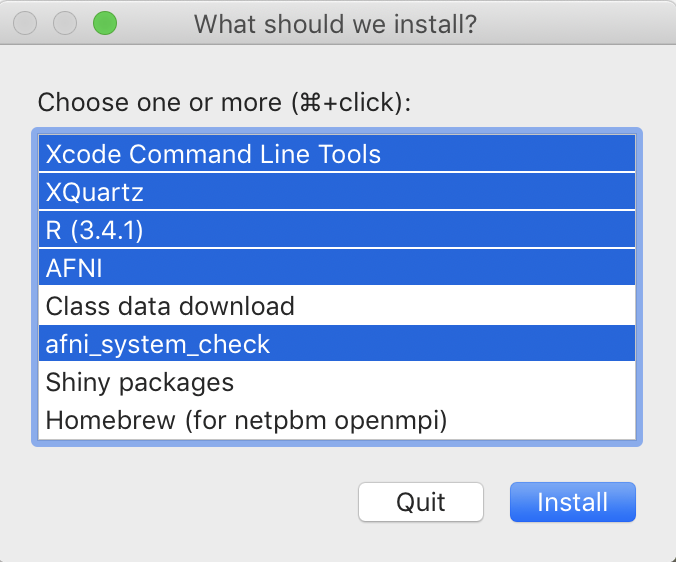 What should we install?
Choose one or more (⌘+click):
Xcode Command Line Tools
XQuartz
R (3.4.1)
AFNI
Class data download
afni_system_check
Shiny packages
Homebrew (for netpbm openmpi)
Quit
Install